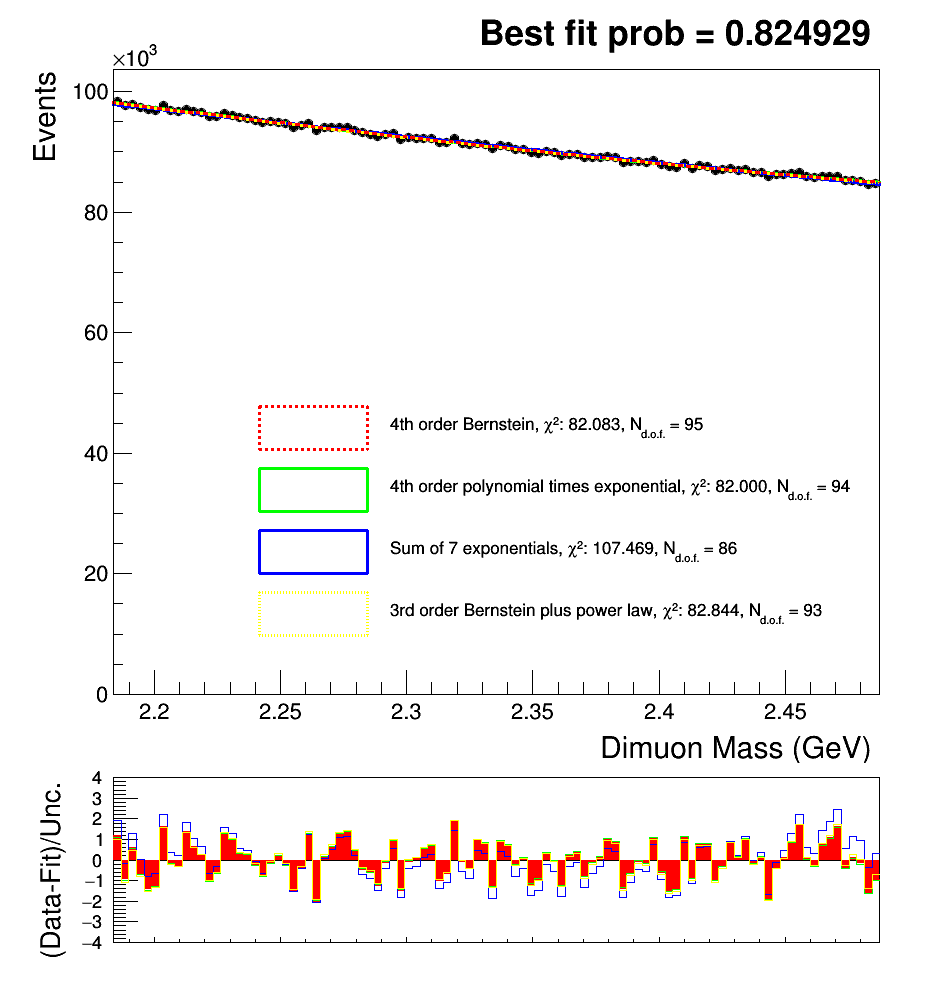 Best fit prob = 0.824929
×10³
Events
100
80
60
40
20
0
4th order Bernstein, χ²: 82.083, N_d.o.f. = 95
4th order polynomial times exponential, χ²: 82.000, N_d.o.f. = 94
Sum of 7 exponentials, χ²: 107.469, N_d.o.f. = 86
3rd order Bernstein plus power law, χ²: 82.844, N_d.o.f. = 93
2.2 2.25 2.3 2.35 2.4 2.45
Dimuon Mass (GeV)
(Data-Fit)/Unc.
4
3
2
1
0
−1
−2
−3
−4